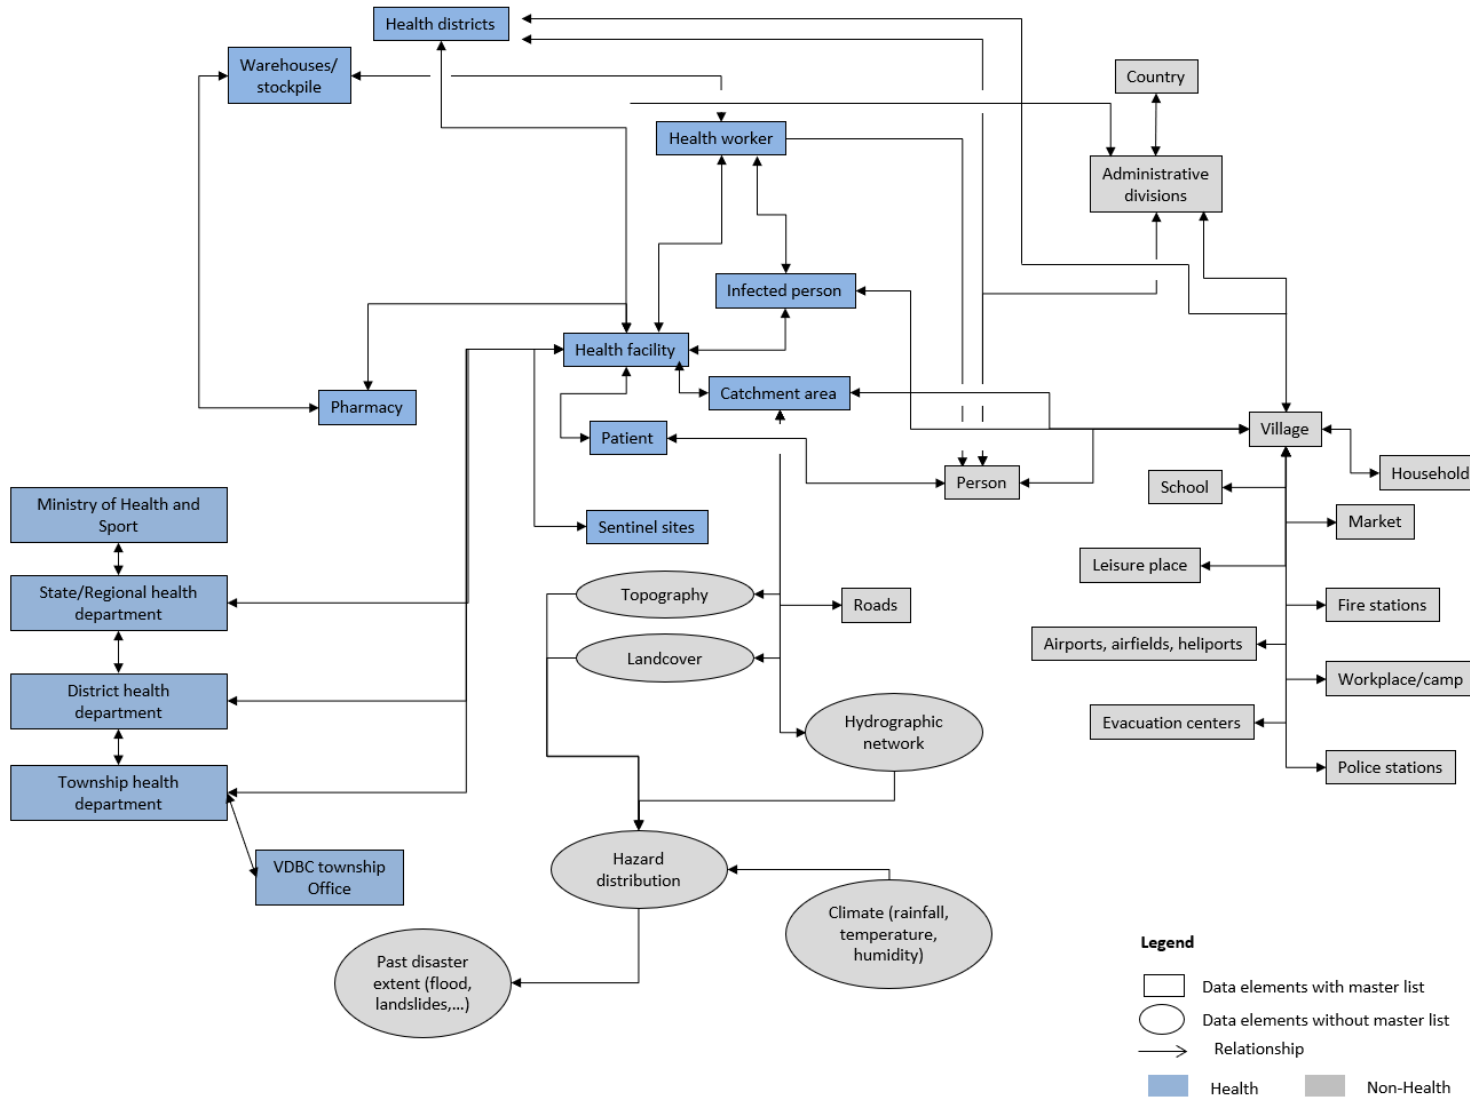 Health districts
Warehouses/
stockpile
Country
Health worker
Administrative
divisions
Infected person
Health facility
Catchment area
Pharmacy
Patient
Village
Household
Person
School
Ministry of Health and
Sport
Sentinel sites
Market
Leisure place
State/Regional health
department
Topography
Roads
Fire stations
Landcover
Airports, airfields, heliports
District health
department
Workplace/camp
Hydrographic
network
Evacuation centers
Township health
department
Police stations
VDBC township
Office
Hazard
distribution
Climate (rainfall,
temperature,
humidity)
Past disaster
extent (flood,
landslides,...)
Legend
Data elements with master list
Data elements without master list
Relationship
Health
Non-Health